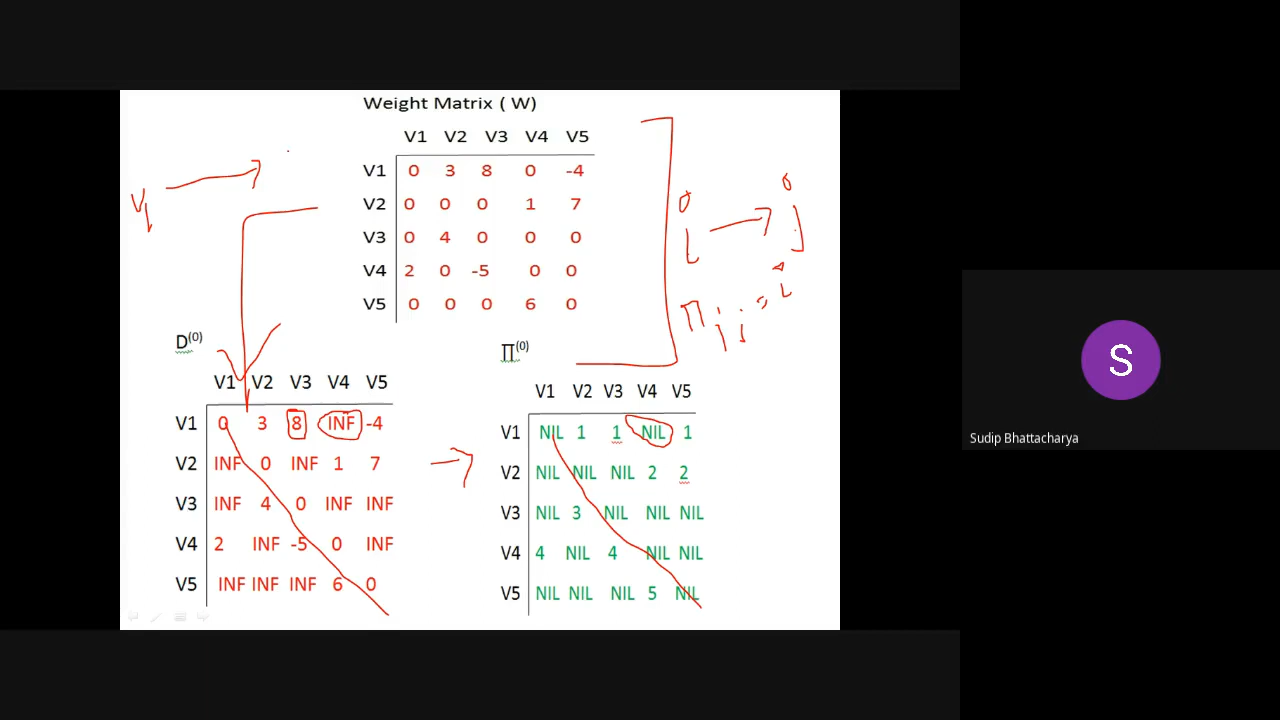 Weight Matrix ( W)
V1 V2 V3 V4 V5
V1 0 3 8 0 -4
V2 0 0 0 1 7
V3 0 4 0 0 0
V4 2 0 -5 0 0
V5 0 0 0 6 0
V1
i → j
D(0)
V1 V2 V3 V4 V5
V1 0 3 8 INF -4
V2 INF 0 INF 1 7
V3 INF 4 0 INF INF
V4 2 INF -5 0 INF
V5 INF INF INF 6 0
∏(0)
V1 V2 V3 V4 V5
V1 NIL 1 1 NIL 1
V2 NIL NIL NIL 2 2
V3 NIL 3 NIL NIL NIL
V4 4 NIL 4 NIL NIL
V5 NIL NIL NIL 5 NIL
S
Sudip Bhattacharya